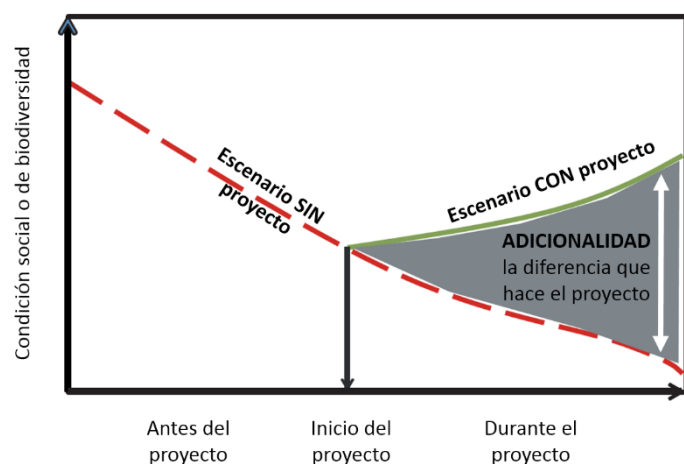 Condición social o de biodiversidad
Escenario SIN
proyecto
Escenario CON proyecto
ADICIONALIDAD
la diferencia que
hace el proyecto
Antes del
proyecto
Inicio del
proyecto
Durante el
proyecto